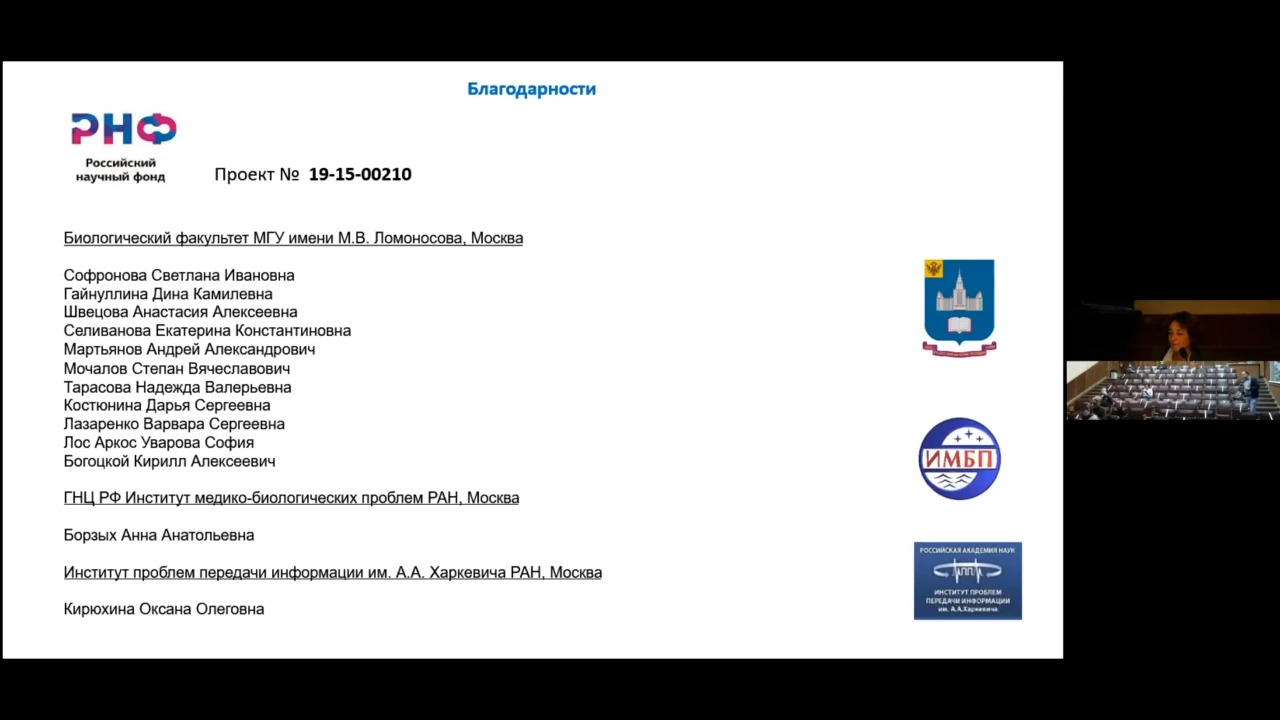 Благодарности
РНФ
Российский
научный фонд
Проект № 19-15-00210
Биологический факультет МГУ имени М.В. Ломоносова, Москва
Софронова Светлана Ивановна
Гайнуллина Дина Камилевна
Швецова Анастасия Алексеевна
Селиванова Екатерина Константиновна
Мартьянов Андрей Александрович
Мочалов Степан Вячеславович
Тарасова Надежда Валерьевна
Костюнина Дарья Сергеевна
Лазаренко Варвара Сергеевна
Лос Аркос Уварова София
Богоцкой Кирилл Алексеевич
ГНЦ РФ Институт медико-биологических проблем РАН, Москва
Борзых Анна Анатольевна
Институт проблем передачи информации им. А.А. Харкевича РАН, Москва
Кирюхина Оксана Олеговна
ИМБП
РОССИЙСКАЯ АКАДЕМИЯ НАУК
ИППИ
ИНСТИТУТ ПРОБЛЕМ
ПЕРЕДАЧИ ИНФОРМАЦИИ
им. А.А.Харкевича